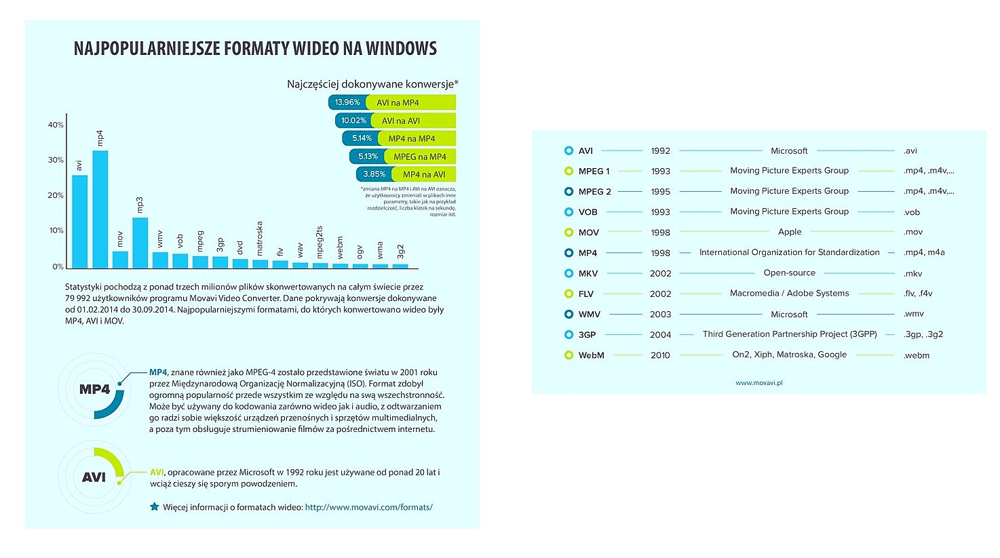 NAJPOPULARNIEJSZE FORMATY WIDEO NA WINDOWS
Najczęściej dokonywane konwersje*
13.96% AVI na MP4
10.02% AVI na AVI
5.14% MP4 na MP4
5.13% MPEG na MP4
3.85% MP4 na AVI
*zmiana MP4 na MP4 i AVI na AVI oznacza,
że użytkownicy zmieniali w plikach inne
parametry, takie jak na przykład
rozdzielczość, liczba klatek na sekundę,
rozmiar itd.
40%
30%
20%
10%
0%
avi
mp4
mov
mp3
wmv
vob
mpeg
3gp
dvd
matroska
flv
wav
mpeg2ts
webm
ogv
wma
3g2
Statystyki pochodzą z ponad trzech milionów plików skonwertowanych na całym świecie przez
79 992 użytkowników programu Movavi Video Converter. Dane pokrywają konwersje dokonywane
od 01.02.2014 do 30.09.2014. Najpopularniejszymi formatami, do których konwertowano wideo były
MP4, AVI i MOV.
MP4
MP4, znane również jako MPEG-4 zostało przedstawione światu w 2001 roku
przez Międzynarodową Organizację Normalizacyjną (ISO). Format zdobył
ogromną popularność przede wszystkim ze względu na swą wszechstronność.
Może być używany do kodowania zarówno wideo jak i audio, z odtwarzaniem
go radzi sobie większość urządzeń przenośnych i sprzętów multimedialnych,
a poza tym obsługuje strumieniowanie filmów za pośrednictwem internetu.
AVI
AVI, opracowane przez Microsoft w 1992 roku jest używane od ponad 20 lat i
wciąż cieszy się sporym powodzeniem.
Więcej informacji o formatach wideo: http://www.movavi.com/formats/
AVI 1992 Microsoft .avi
MPEG 1 1993 Moving Picture Experts Group .mp4, .m4v,...
MPEG 2 1995 Moving Picture Experts Group .mp4, .m4v,...
VOB 1993 Moving Picture Experts Group .vob
MOV 1998 Apple .mov
MP4 1998 International Organization for Standardization .mp4, m4a
MKV 2002 Open-source .mkv
FLV 2002 Macromedia / Adobe Systems .flv, .f4v
WMV 2003 Microsoft .wmv
3GP 2004 Third Generation Partnership Project (3GPP) .3gp, .3g2
WebM 2010 On2, Xiph, Matroska, Google .webm
www.movavi.pl